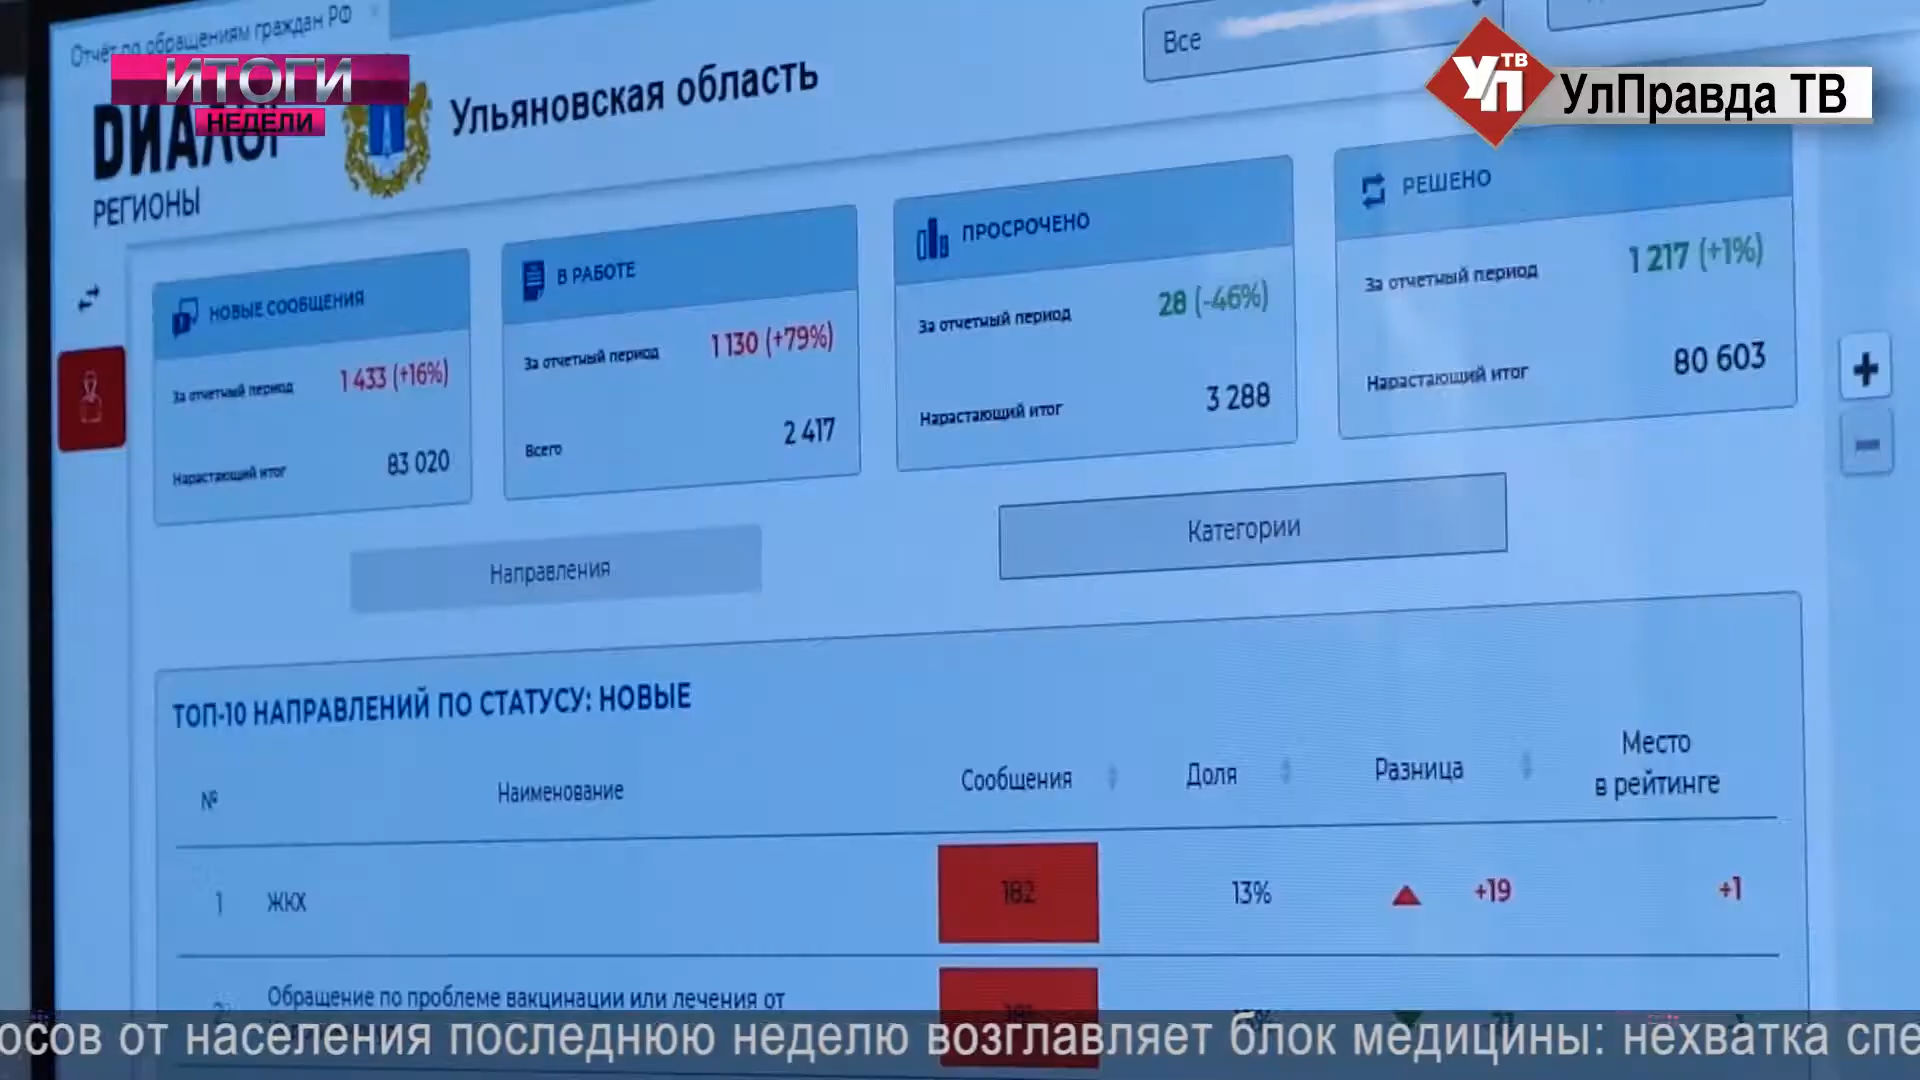 Отчёт по обращениям граждан РФ
ИТОГИ
НЕДЕЛИ
ДИАЛОГ
РЕГИОНЫ
Ульяновская область
Все
УП ТВ
УлПравда ТВ
НОВЫЕ СООБЩЕНИЯ
За отчетный период 1 433 (+16%)
Нарастающий итог 83 020
В РАБОТЕ
За отчетный период 1 130 (+79%)
Всего 2 417
ПРОСРОЧЕНО
За отчетный период 28 (-46%)
Нарастающий итог 3 288
РЕШЕНО
За отчетный период 1 217 (+1%)
Нарастающий итог 80 603
Направления
Категории
ТОП-10 НАПРАВЛЕНИЙ ПО СТАТУСУ: НОВЫЕ
№ Наименование Сообщения Доля Разница Место в рейтинге
1 ЖКХ 182 13% +19 +1
Обращение по проблеме вакцинации или лечения от
осов от населения последнюю неделю возглавляет блок медицины: нехватка спе